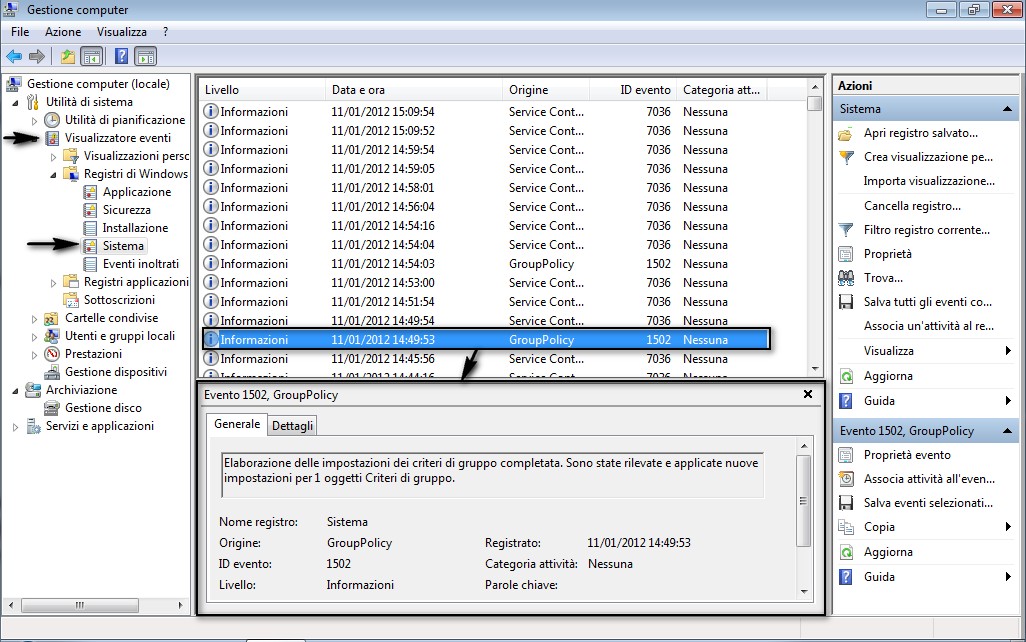 Gestione computer
File Azione Visualizza ?
Gestione computer (locale)
Utilità di sistema
Utilità di pianificazione
Visualizzatore eventi
Visualizzazioni persc
Registri di Windows
Applicazione
Sicurezza
Installazione
Sistema
Eventi inoltrati
Registri applicazioni
Sottoscrizioni
Cartelle condivise
Utenti e gruppi locali
Prestazioni
Gestione dispositivi
Archiviazione
Gestione disco
Servizi e applicazioni
Livello Data e ora Origine ID evento Categoria att...
Informazioni 11/01/2012 15:09:54 Service Cont... 7036 Nessuna
Informazioni 11/01/2012 15:09:52 Service Cont... 7036 Nessuna
Informazioni 11/01/2012 14:59:54 Service Cont... 7036 Nessuna
Informazioni 11/01/2012 14:59:05 Service Cont... 7036 Nessuna
Informazioni 11/01/2012 14:58:01 Service Cont... 7036 Nessuna
Informazioni 11/01/2012 14:56:04 Service Cont... 7036 Nessuna
Informazioni 11/01/2012 14:54:16 Service Cont... 7036 Nessuna
Informazioni 11/01/2012 14:54:04 Service Cont... 7036 Nessuna
Informazioni 11/01/2012 14:54:03 GroupPolicy 1502 Nessuna
Informazioni 11/01/2012 14:53:00 Service Cont... 7036 Nessuna
Informazioni 11/01/2012 14:51:54 Service Cont... 7036 Nessuna
Informazioni 11/01/2012 14:49:54 Service Cont... 7036 Nessuna
Informazioni 11/01/2012 14:49:53 GroupPolicy 1502 Nessuna
Informazioni 11/01/2012 14:45:56 Service Cont... 7036 Nessuna
Informazioni 11/01/2012 14:44:16 Service Cont... 7036 Nessuna
Evento 1502, GroupPolicy
Generale Dettagli
Elaborazione delle impostazioni dei criteri di gruppo completata. Sono state rilevate e applicate nuove
impostazioni per 1 oggetti Criteri di gruppo.
Nome registro: Sistema
Origine: GroupPolicy Registrato: 11/01/2012 14:49:53
ID evento: 1502 Categoria attività: Nessuna
Livello: Informazioni Parole chiave:
Azioni
Sistema
Apri registro salvato...
Crea visualizzazione pe...
Importa visualizzazione...
Cancella registro...
Filtro registro corrente...
Proprietà
Trova...
Salva tutti gli eventi co...
Associa un'attività al re...
Visualizza
Aggiorna
Guida
Evento 1502, GroupPolicy
Proprietà evento
Associa attività all'even...
Salva eventi selezionati...
Copia
Aggiorna
Guida